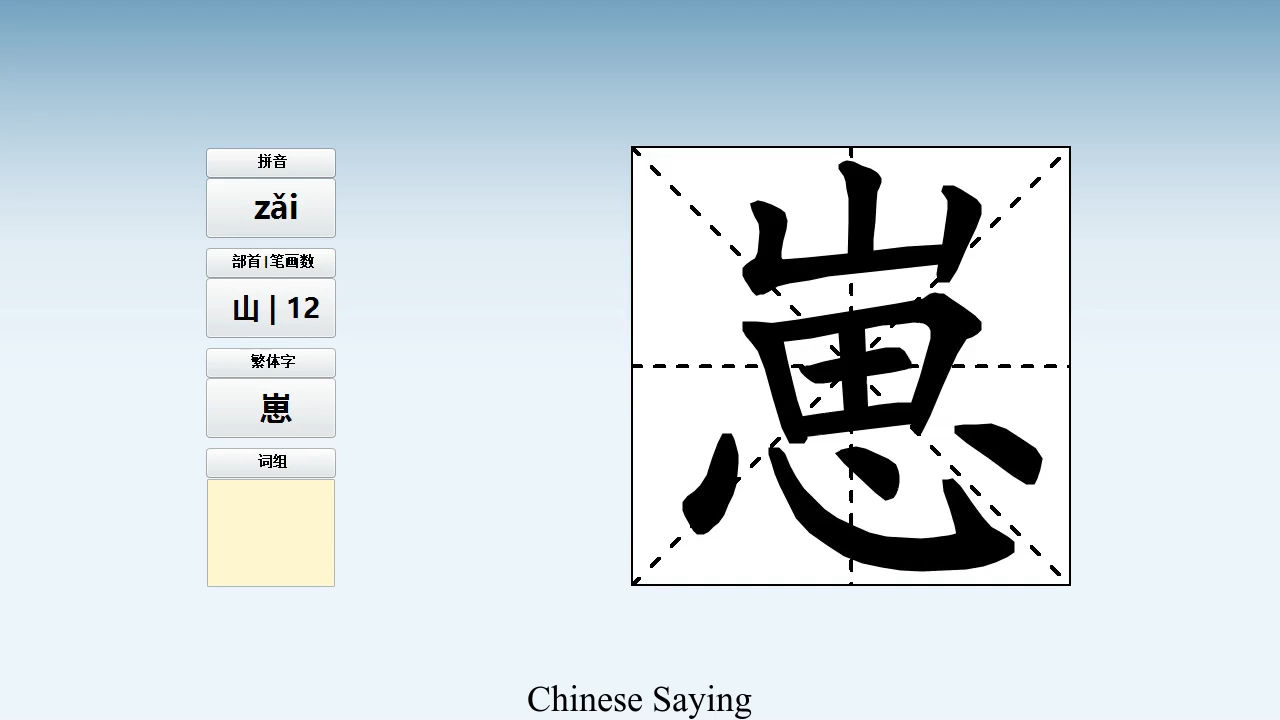 拼音
zǎi
部首|笔画数
山 | 12
繁体字
崽
词组
崽
Chinese Saying